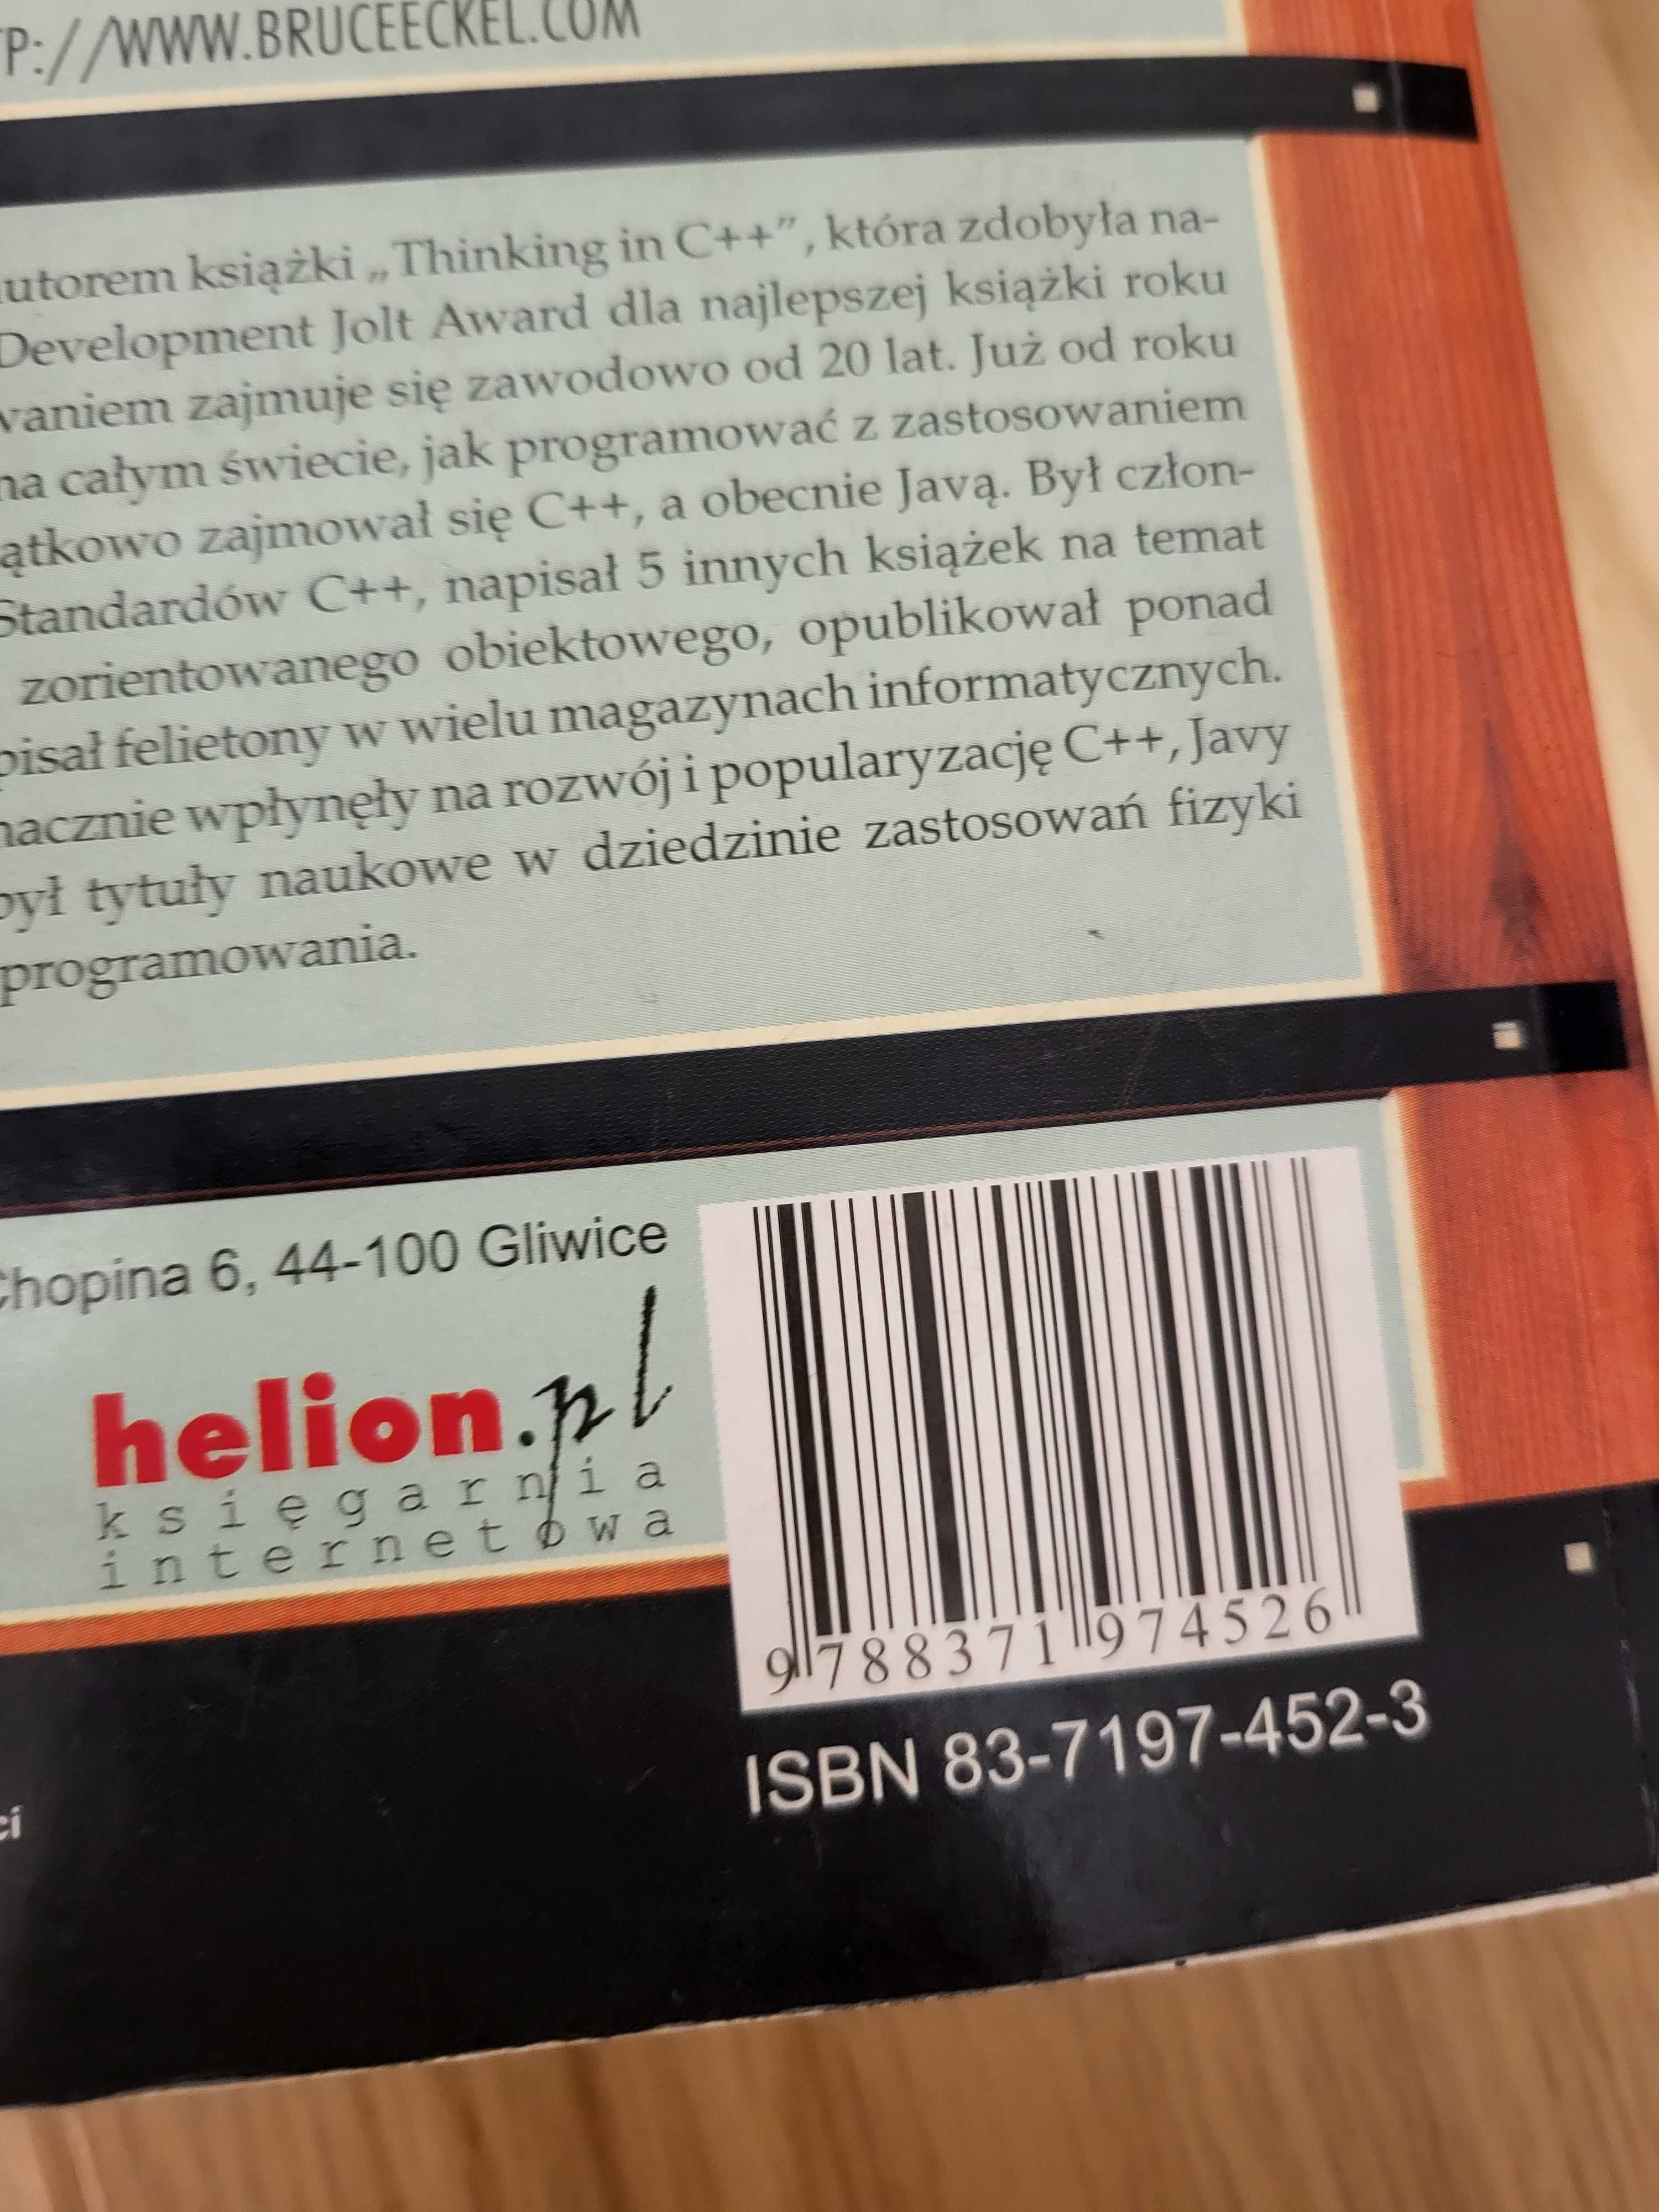 P://WWW.BRUCEECKEL.COM
utorem książki „Thinking in C++", która zdobyła na-
Development Jolt Award dla najlepszej książki roku
waniem zajmuje się zawodowo od 20 lat. Już od roku
na całym świecie, jak programować z zastosowaniem
ątkowo zajmował się C++, a obecnie Javą. Był człon-
Standardów C++, napisał 5 innych książek na temat
zorientowanego obiektowego, opublikował ponad
pisał felietony w wielu magazynach informatycznych.
nacznie wpłynęły na rozwój i popularyzację C++, Javy
był tytuły naukowe w dziedzinie zastosowań fizyki
programowania.
Chopina 6, 44-100 Gliwice
helion.pl
księgarnia
internetowa
9 788371 974526
ISBN 83-7197-452-3
ci